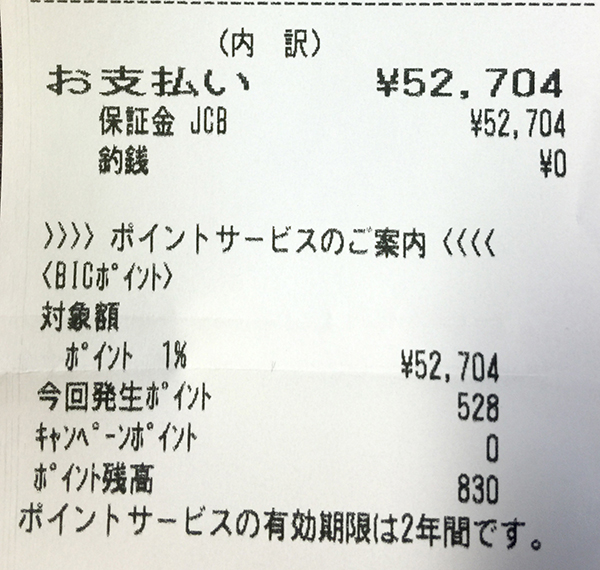 (内 訳)
お支払い ¥52,704
保証金 JCB ¥52,704
釣銭 ¥0
>>>> ポイントサービスのご案内 <<<<
<BICﾎﾟｲﾝﾄ>
対象額
ﾎﾟｲﾝﾄ 1% ¥52,704
今回発生ﾎﾟｲﾝﾄ 528
ｷｬﾝﾍﾟｰﾝﾎﾟｲﾝﾄ 0
ﾎﾟｲﾝﾄ残高 830
ポイントサービスの有効期限は2年間です。